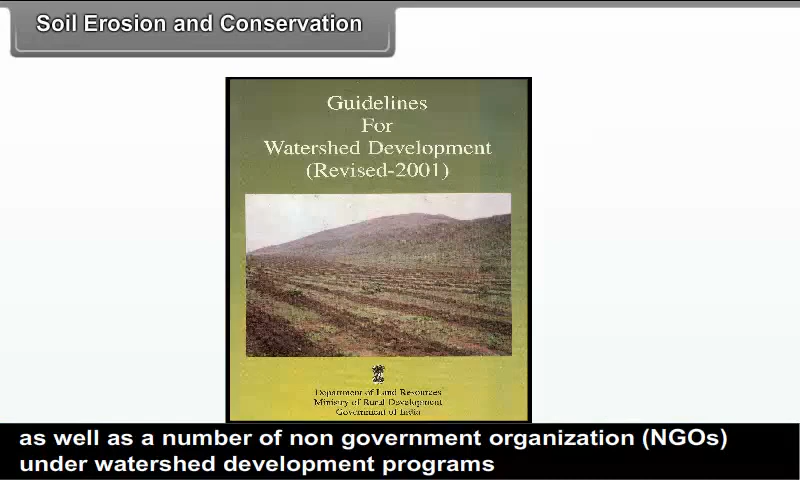 Soil Erosion and Conservation
Guidelines
For
Watershed Development
(Revised-2001)
Department of Land Resources
Ministry of Rural Development
Government of India
as well as a number of non government organization (NGOs)
under watershed development programs